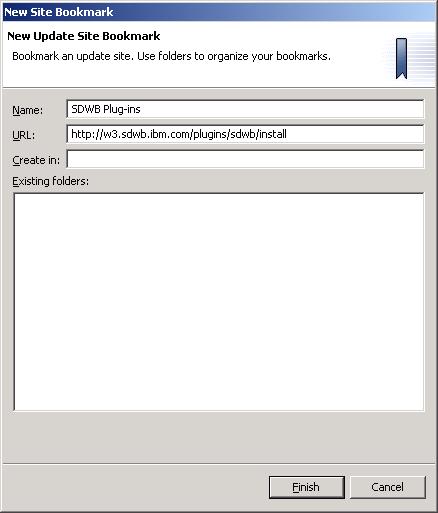 New Site Bookmark
New Update Site Bookmark
Bookmark an update site. Use folders to organize your bookmarks.
Name: SDWB Plug-ins
URL: http://w3.sdwb.ibm.com/plugins/sdwb/install
Create in:
Existing folders:
Finish Cancel